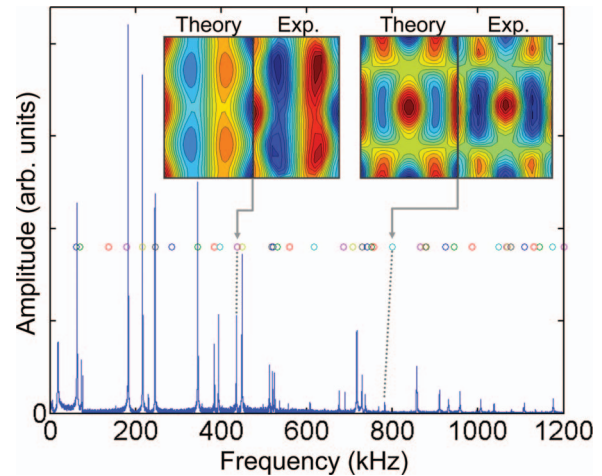 Theory Exp. Theory Exp.
Amplitude (arb. units)
0
0 200 400 600 800 1000 1200
Frequency (kHz)